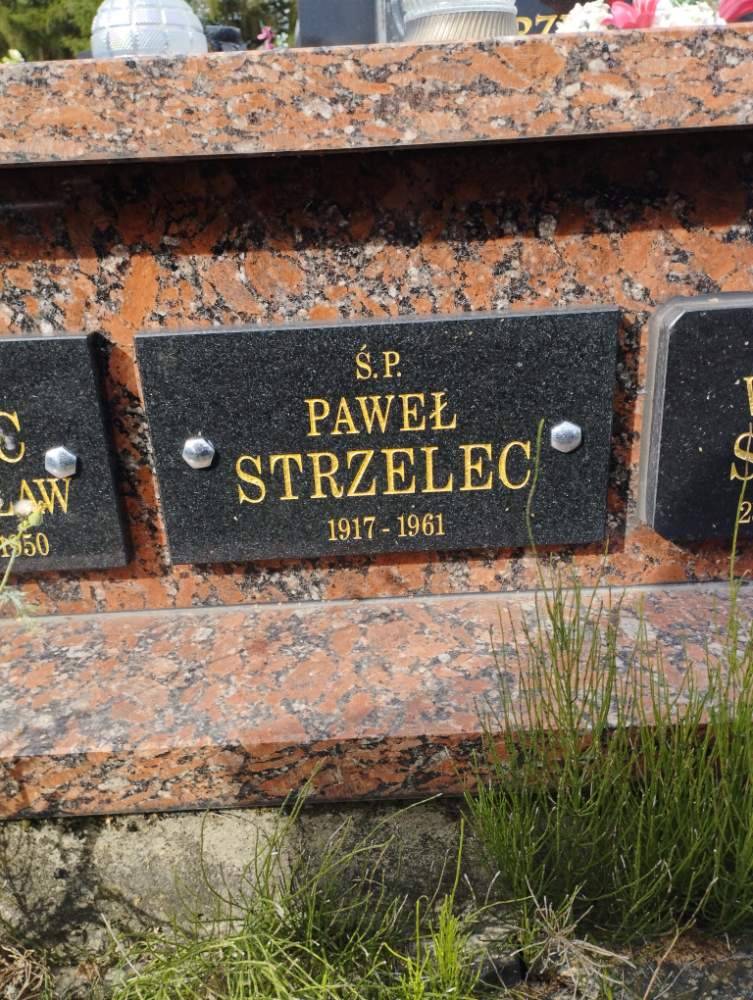 Ś.P.
PAWEŁ
STRZELEC
1917 - 1961